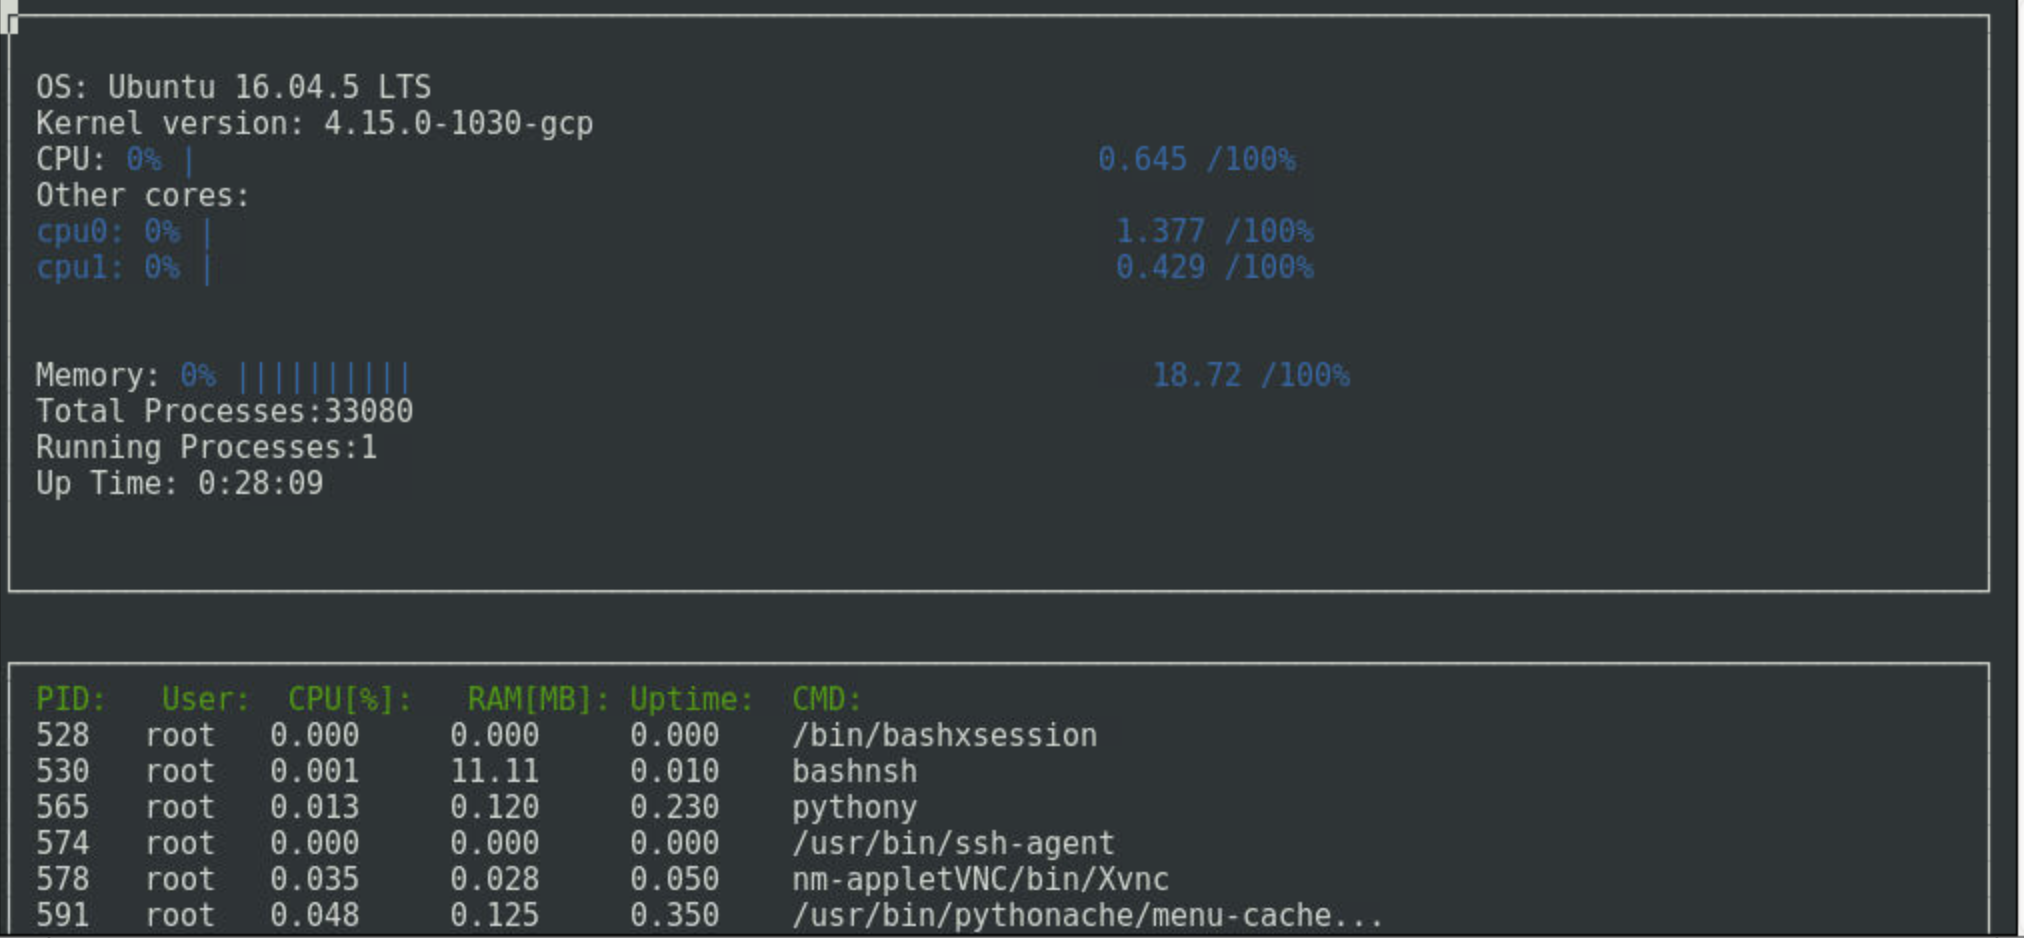 OS: Ubuntu 16.04.5 LTS
Kernel version: 4.15.0-1030-gcp
CPU: 0% | 0.645 /100%
Other cores:
cpu0: 0% | 1.377 /100%
cpu1: 0% | 0.429 /100%
Memory: 0% |||||||||| 18.72 /100%
Total Processes:33080
Running Processes:1
Up Time: 0:28:09
PID: User: CPU[%]: RAM[MB]: Uptime: CMD:
528 root 0.000 0.000 0.000 /bin/bashxsession
530 root 0.001 11.11 0.010 bashnsh
565 root 0.013 0.120 0.230 pythony
574 root 0.000 0.000 0.000 /usr/bin/ssh-agent
578 root 0.035 0.028 0.050 nm-appletVNC/bin/Xvnc
591 root 0.048 0.125 0.350 /usr/bin/pythonache/menu-cache...